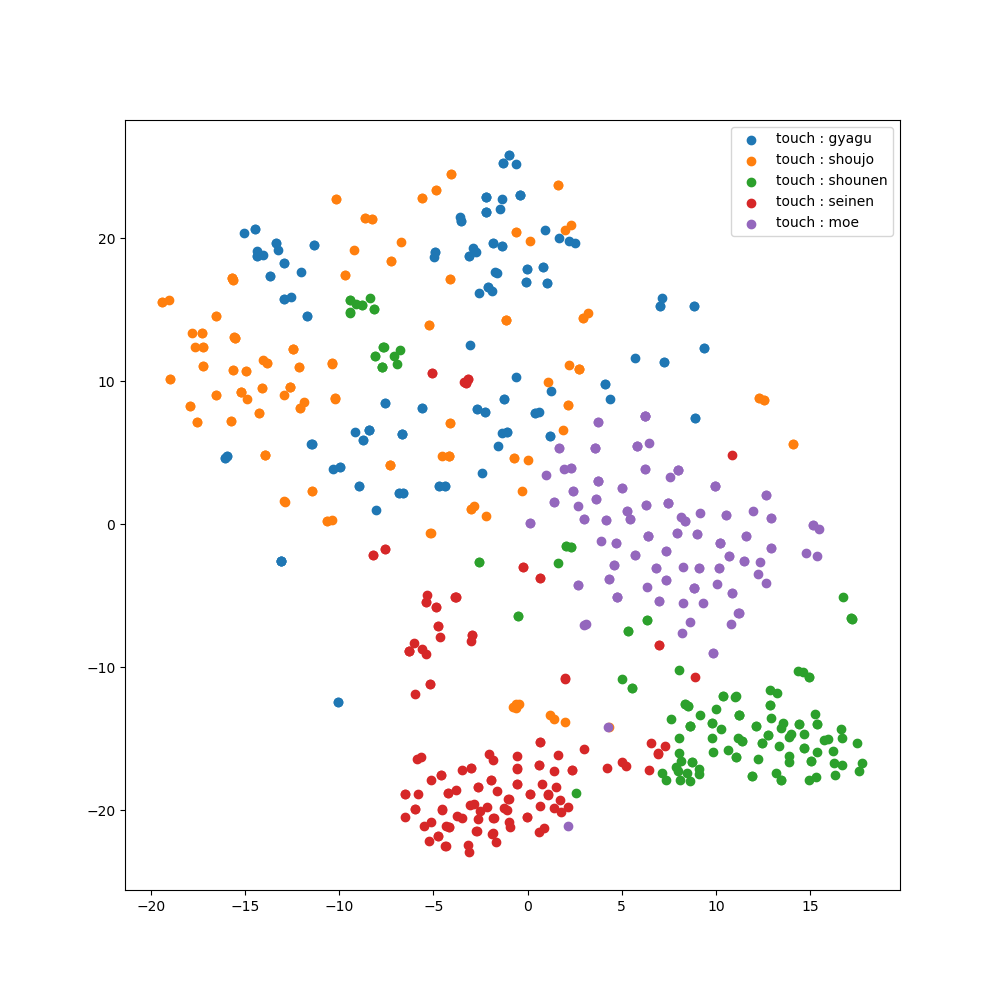 touch : gyagu
touch : shoujo
touch : shounen
touch : seinen
touch : moe
20
10
0
−10
−20
−20 −15 −10 −5 0 5 10 15